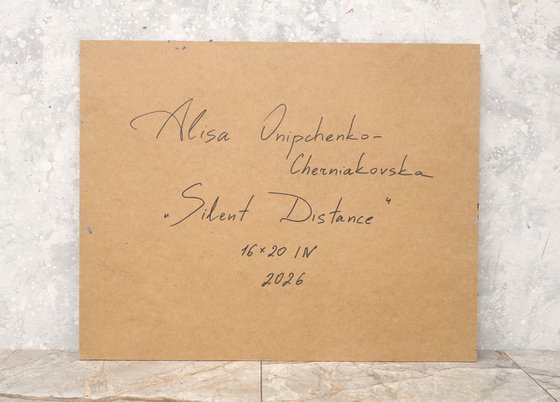 Alisa Onipchenko-
Cherniakovska
„Silent Distance"
16×20 IN
2026